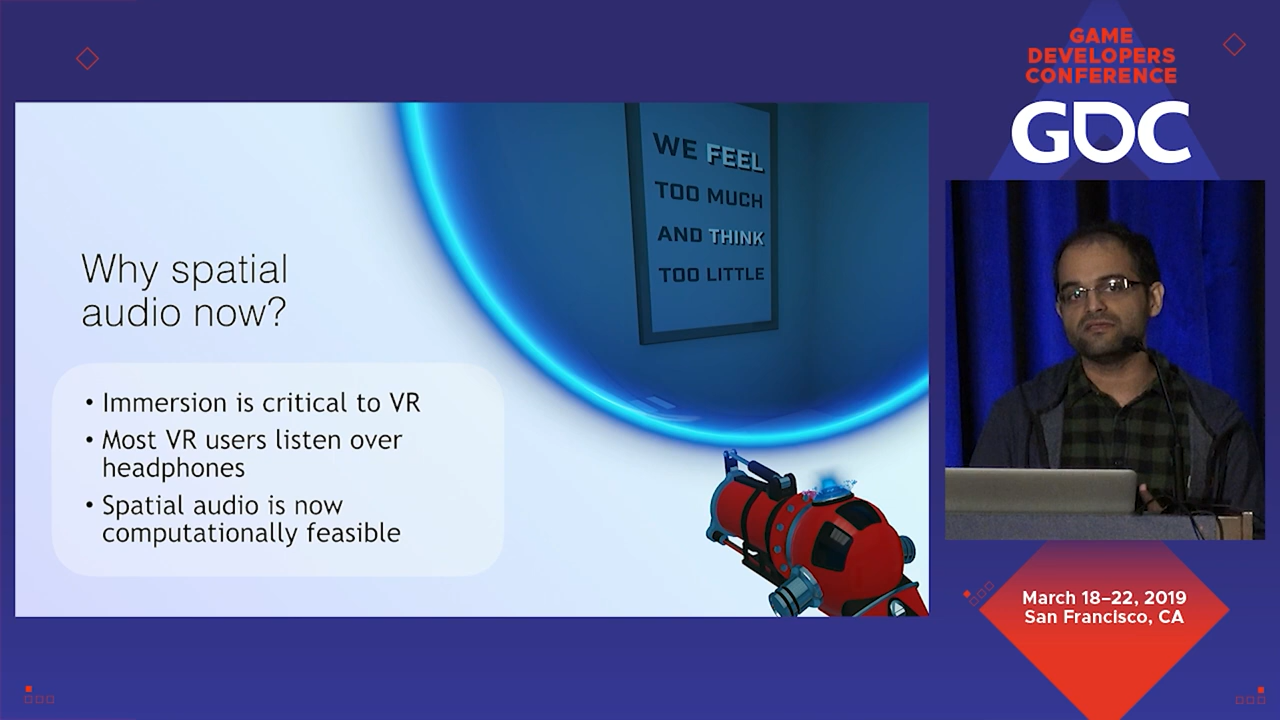 GAME
DEVELOPERS
CONFERENCE
GDC
WE FEEL
TOO MUCH
AND THINK
TOO LITTLE
Why spatial
audio now?
• Immersion is critical to VR
• Most VR users listen over
headphones
• Spatial audio is now
computationally feasible
March 18–22, 2019
San Francisco, CA